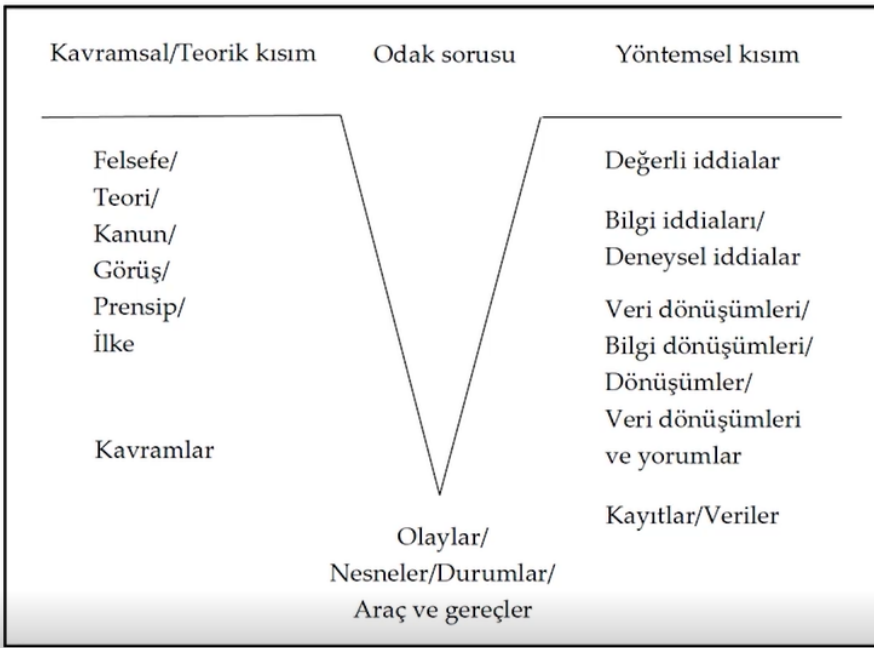 Kavramsal/Teorik kısım
Odak sorusu
Yöntemsel kısım
Felsefe/
Teori/
Kanun/
Görüş/
Prensip/
İlke
Kavramlar
Değerli iddialar
Bilgi iddiaları/
Deneysel iddialar
Veri dönüşümleri/
Bilgi dönüşümleri/
Dönüşümler/
Veri dönüşümleri
ve yorumlar
Kayıtlar/Veriler
Olaylar/
Nesneler/Durumlar/
Araç ve gereçler